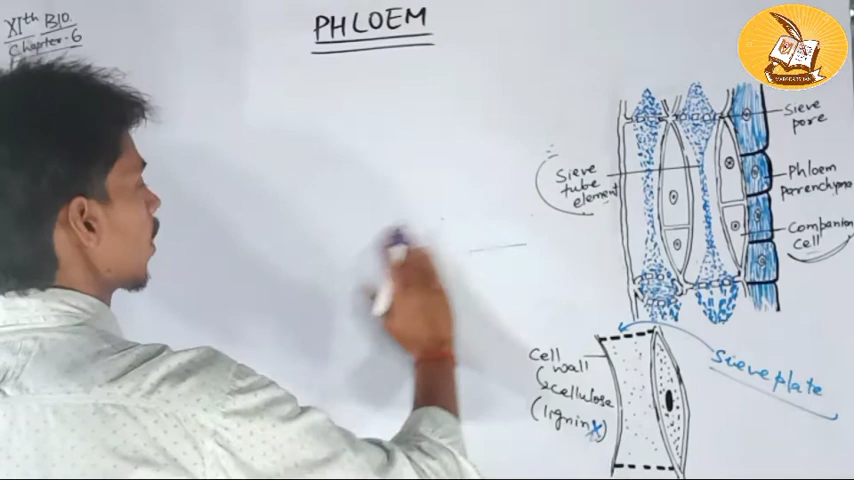 XIth BIO.
Chapter-6
PHLOEM
Sieve
pore
Sieve
tube
element
Phloem
parenchyma
Companion
cell
Sieve plate
Cell
wall
cellulose
(lignin X)